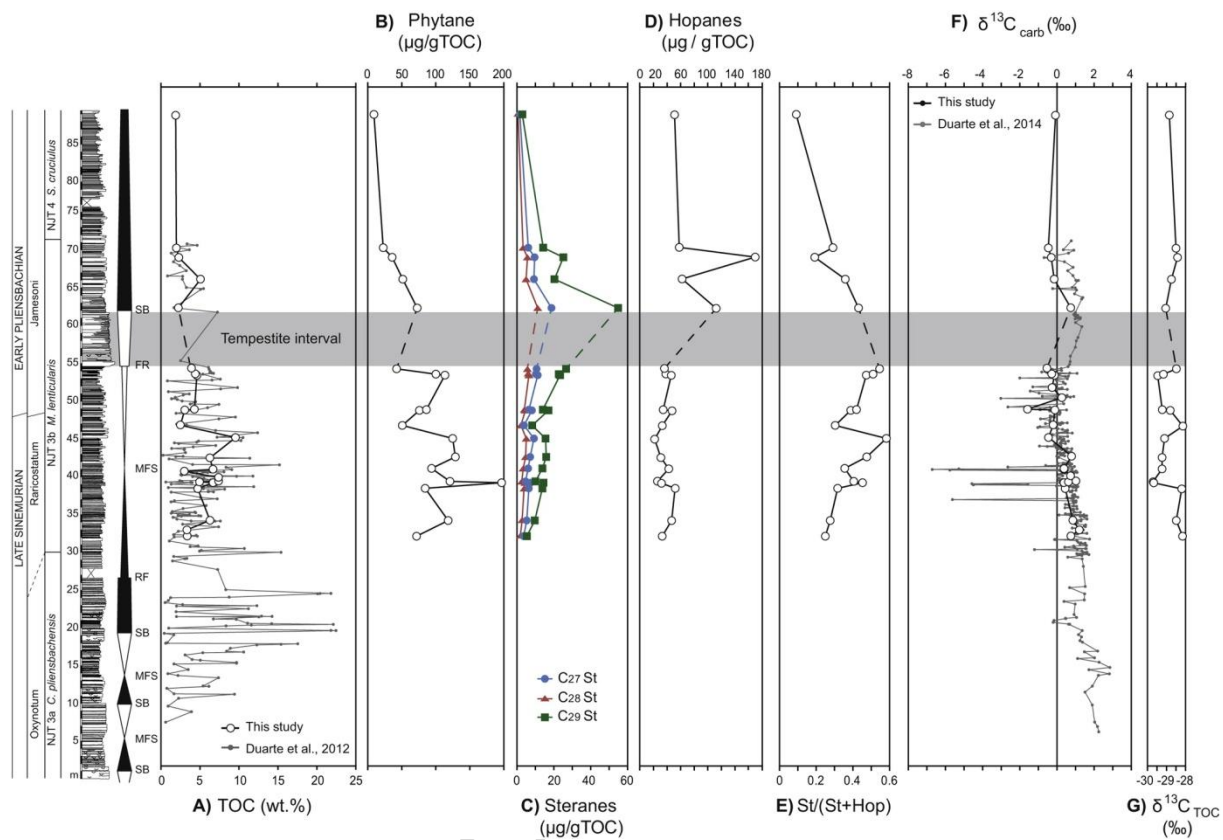 B) Phytane
(µg/gTOC)
D) Hopanes
(µg / gTOC)
F) δ¹³C carb (‰)
0 50 100 150 200
0 20 60 100 140 180
-8 -6 -4 -2 0 2 4
This study
Duarte et al., 2014
EARLY PLIENSBACHIAN
LATE SINEMURIAN
Jamesoni
Raricostatum
Oxynotum
NJT 4 S. cruciulus
NJT 3b M. lenticularis
NJT 3a C. pliensbachensis
85
80
75
70
65
60
55
50
45
40
35
30
25
20
15
10
5
m
SB
FR
MFS
RF
SB
MFS
SB
MFS
SB
Tempestite interval
C27 St
C28 St
C29 St
This study
Duarte et al., 2012
0 5 10 15 20 25
0 20 40 60
0 0.2 0.4 0.6
-30 -29 -28
A) TOC (wt.%)
C) Steranes
(µg/gTOC)
E) St/(St+Hop)
G) δ¹³C TOC
(‰)